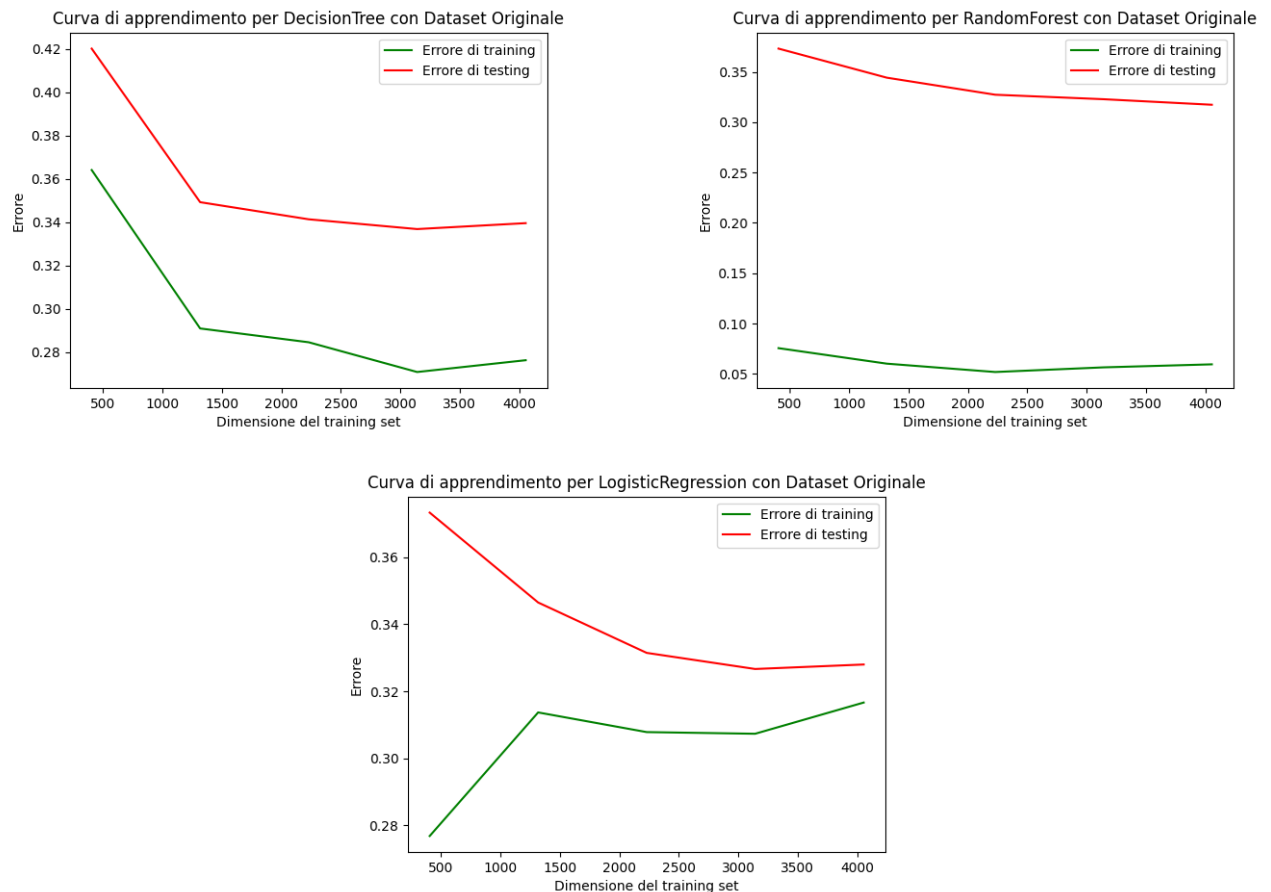 Curva di apprendimento per DecisionTree con Dataset Originale
Errore di training
Errore di testing
0.42
0.40
0.38
0.36
0.34
0.32
0.30
0.28
Errore
500 1000 1500 2000 2500 3000 3500 4000
Dimensione del training set
Curva di apprendimento per RandomForest con Dataset Originale
Errore di training
Errore di testing
0.35
0.30
0.25
0.20
0.15
0.10
0.05
Errore
500 1000 1500 2000 2500 3000 3500 4000
Dimensione del training set
Curva di apprendimento per LogisticRegression con Dataset Originale
Errore di training
Errore di testing
0.36
0.34
0.32
0.30
0.28
Errore
500 1000 1500 2000 2500 3000 3500 4000
Dimensione del training set